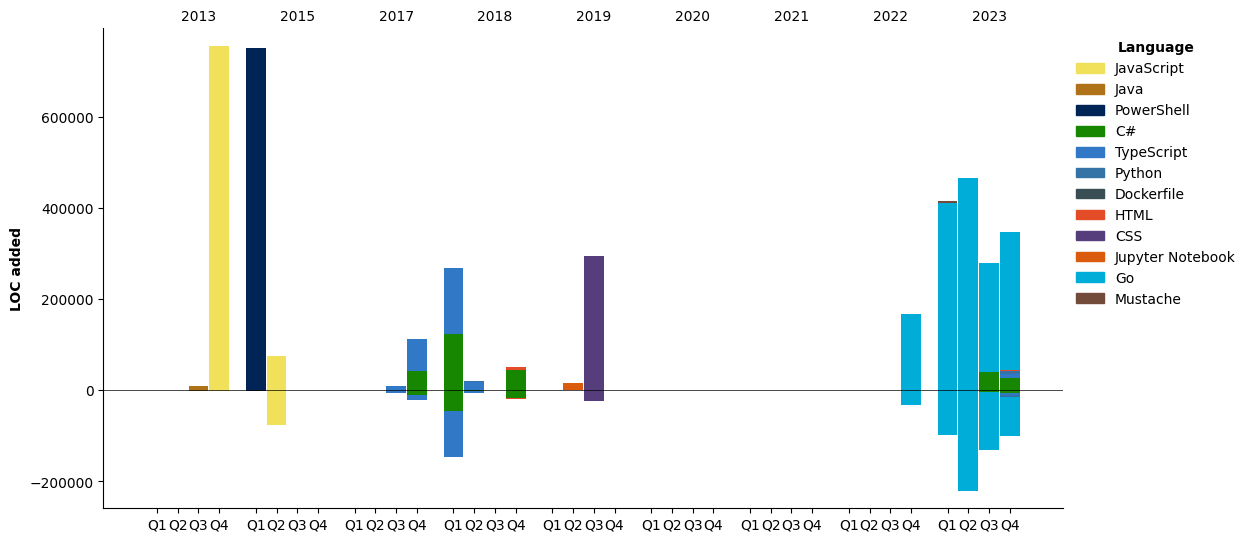 2013 2015 2017 2018 2019 2020 2021 2022 2023
Language
JavaScript
Java
PowerShell
C#
TypeScript
Python
Dockerfile
HTML
CSS
Jupyter Notebook
Go
Mustache
LOC added
600000
400000
200000
0
−200000
Q1 Q2 Q3 Q4 Q1 Q2 Q3 Q4 Q1 Q2 Q3 Q4 Q1 Q2 Q3 Q4 Q1 Q2 Q3 Q4 Q1 Q2 Q3 Q4 Q1 Q2 Q3 Q4 Q1 Q2 Q3 Q4 Q1 Q2 Q3 Q4